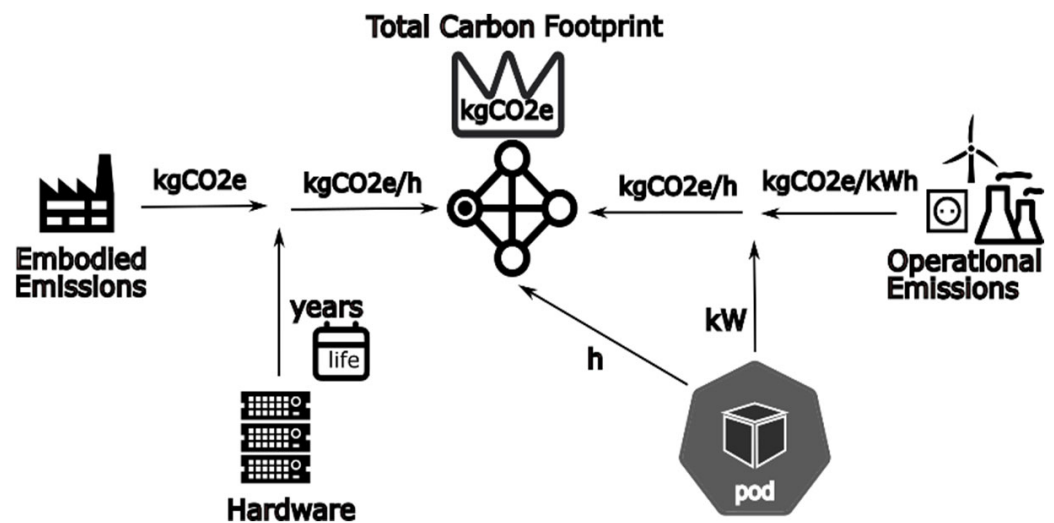 Total Carbon Footprint
kgCO2e
kgCO2e
kgCO2e/h
kgCO2e/h
kgCO2e/kWh
Embodied
Emissions
Operational
Emissions
years
life
kW
h
pod
Hardware